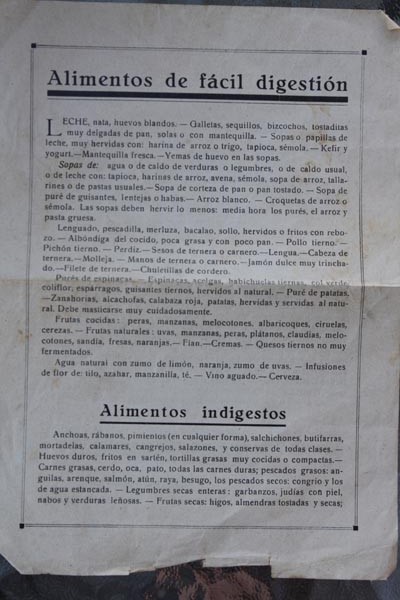 Alimentos de fácil digestión
LECHE, nata, huevos blandos. — Galletas, sequillos, bizcochos, tostaditas
muy delgadas de pan, solas o con mantequilla. — Sopas o papillas de
leche, muy hervidas con: harina de arroz o trigo, tapioca, sémola. — Kefir y
yogurt.—Mantequilla fresca.—Yemas de huevo en las sopas.
Sopas de: agua o de caldo de verduras o legumbres, o de caldo usual,
o de leche con: tapioca, harinas de arroz, avena, sémola, sopa de arroz, talla-
rines o de pastas usuales.— Sopa de corteza de pan o pan tostado. — Sopa de
puré de guisantes, lentejas o habas.— Arroz blanco. — Croquetas de arroz o
sémola. Las sopas deben hervir lo menos: media hora los purés, el arroz y
pasta gruesa.
Lenguado, pescadilla, merluza, bacalao, sollo, hervidos o fritos con rebo-
zo. — Albóndiga del cocido, poca grasa y con poco pan. — Pollo tierno.—
Pichón tierno. — Perdiz.— Sesos de ternera o carnero.—Lengua.—Cabeza de
ternera.—Molleja. — Manos de ternera o carnero. — Jamón dulce muy trincha-
do.—Filete de ternera.—Chuletillas de cordero.
Purés de espinacas.— Espinacas, acelgas, habichuelas tiernas, col verde,
coliflor, espárragos, guisantes tiernos, hervidos al natural. — Puré de patatas.
—Zanahorias, alcachofas, calabaza roja, patatas, hervidas y servidas al natu-
ral. Debe masticarse muy cuidadosamente.
Frutas cocidas: peras, manzanas, melocotones, albaricoques, ciruelas,
cerezas. — Frutas naturales: uvas, manzanas, peras, plátanos, claudias, melo-
cotones, sandía, fresas, naranjas.— Flan.—Cremas. — Quesos tiernos no muy
fermentados.
Agua natural con zumo de limón, naranja, zumo de uvas. — Infusiones
de flor de: tilo, azahar, manzanilla, té. — Vino aguado.— Cerveza.
Alimentos indigestos
Anchoas, rábanos, pimientos (en cualquier forma), salchichones, butifarras,
mortadelas, calamares, cangrejos, salazones, y conservas de todas clases. —
Huevos duros, fritos en sartén, tortillas grasas muy cocidas o compactas.—
Carnes grasas, cerdo, oca, pato, todas las carnes duras; pescados grasos: an-
guilas, arenque, salmón, atún, raya, besugo, los pescados secos: congrio y los
de agua estancada. — Legumbres secas enteras: garbanzos, judías con piel,
nabos y verduras leñosas. — Frutas secas: higos, almendras tostadas y secas;